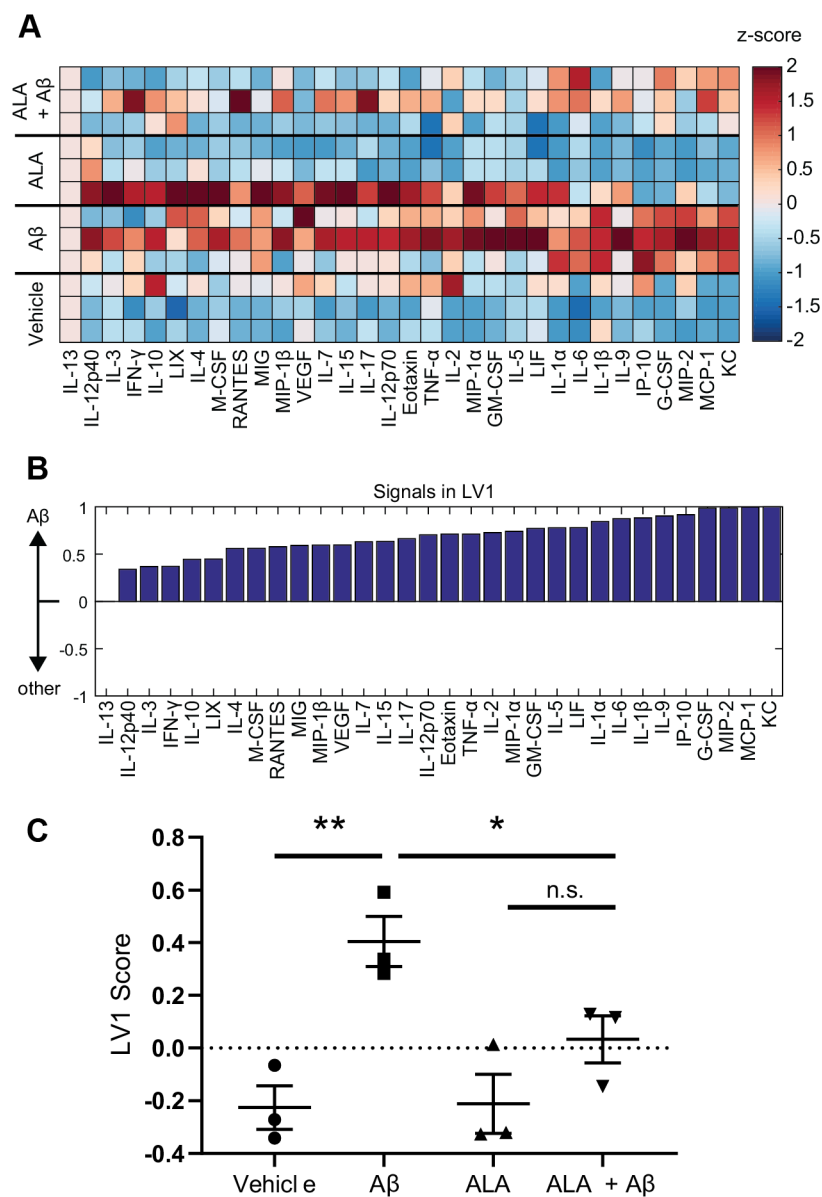 A
z-score
ALA
+ Aβ
ALA
Aβ
Vehicle
2
1.5
1
0.5
0
-0.5
-1
-1.5
-2
IL-13
IL-12p40
IL-3
IFN-γ
IL-10
LIX
IL-4
M-CSF
RANTES
MIG
MIP-1β
VEGF
IL-7
IL-15
IL-17
IL-12p70
Eotaxin
TNF-α
IL-2
MIP-1α
GM-CSF
IL-5
LIF
IL-1α
IL-6
IL-1β
IL-9
IP-10
G-CSF
MIP-2
MCP-1
KC
B
Signals in LV1
Aβ
other
1
0.5
0
-0.5
-1
IL-13
IL-12p40
IL-3
IFN-γ
IL-10
LIX
IL-4
M-CSF
RANTES
MIG
MIP-1β
VEGF
IL-7
IL-15
IL-17
IL-12p70
Eotaxin
TNF-α
IL-2
MIP-1α
GM-CSF
IL-5
LIF
IL-1α
IL-6
IL-1β
IL-9
IP-10
G-CSF
MIP-2
MCP-1
KC
C
** *
n.s.
LV1 Score
0.8
0.6
0.4
0.2
0.0
-0.2
-0.4
Vehicle Aβ ALA ALA + Aβ